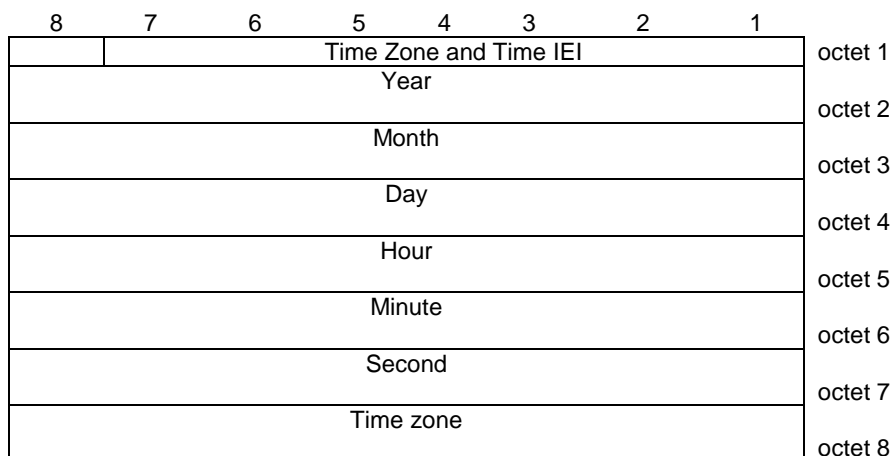 8 7 6 5 4 3 2 1
Time Zone and Time IEI octet 1
Year
octet 2
Month
octet 3
Day
octet 4
Hour
octet 5
Minute
octet 6
Second
octet 7
Time zone
octet 8